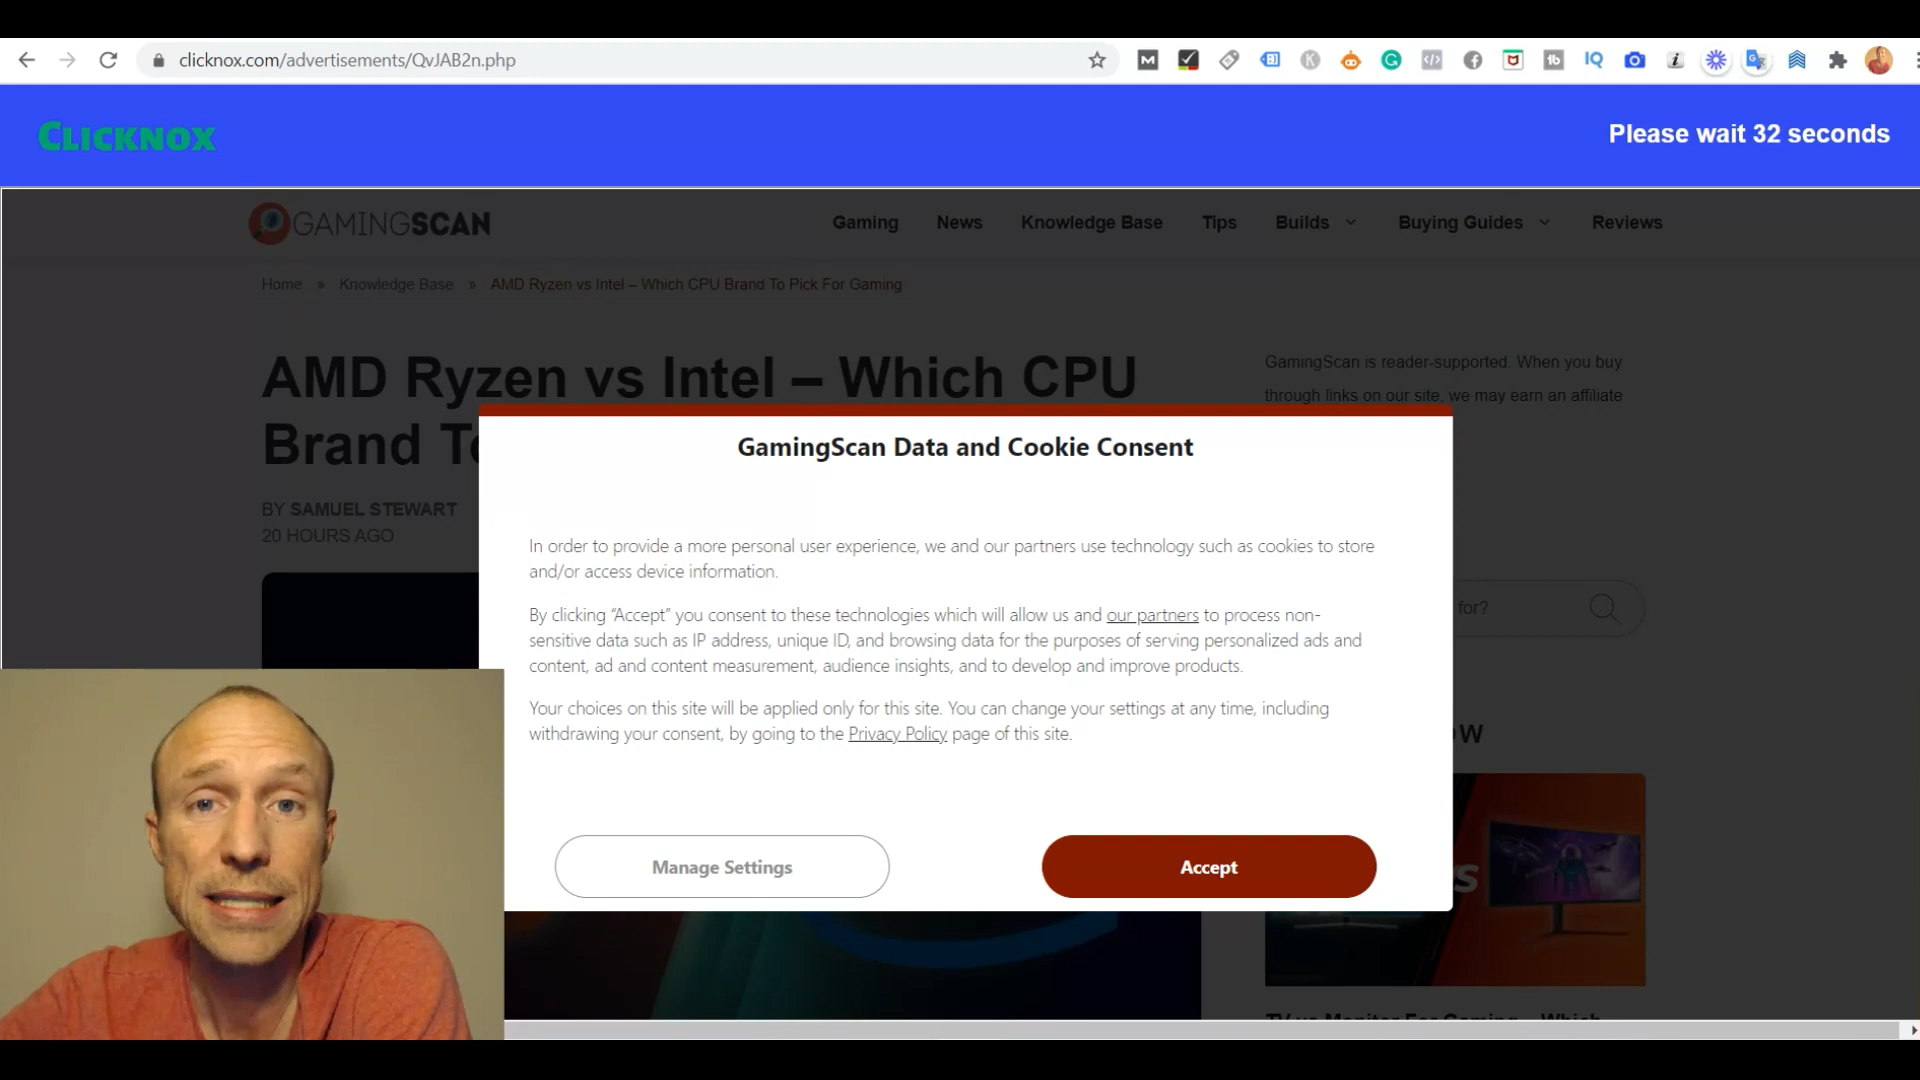 clicknox.com/advertisements/QvJAB2n.php
CLICKNOX
Please wait 32 seconds
GAMINGSCAN
Gaming News Knowledge Base Tips Builds Buying Guides Reviews
Home » Knowledge Base » AMD Ryzen vs Intel – Which CPU Brand To Pick For Gaming
AMD Ryzen vs Intel – Which CPU
Brand To
BY SAMUEL STEWART
20 HOURS AGO
GamingScan is reader-supported. When you buy
through links on our site, we may earn an affiliate
GamingScan Data and Cookie Consent
In order to provide a more personal user experience, we and our partners use technology such as cookies to store
and/or access device information.
By clicking “Accept” you consent to these technologies which will allow us and our partners to process non-
sensitive data such as IP address, unique ID, and browsing data for the purposes of serving personalized ads and
content, ad and content measurement, audience insights, and to develop and improve products.
Your choices on this site will be applied only for this site. You can change your settings at any time, including
withdrawing your consent, by going to the Privacy Policy page of this site.
Manage Settings
Accept
for?
TV vs Monitor For Gaming – Which